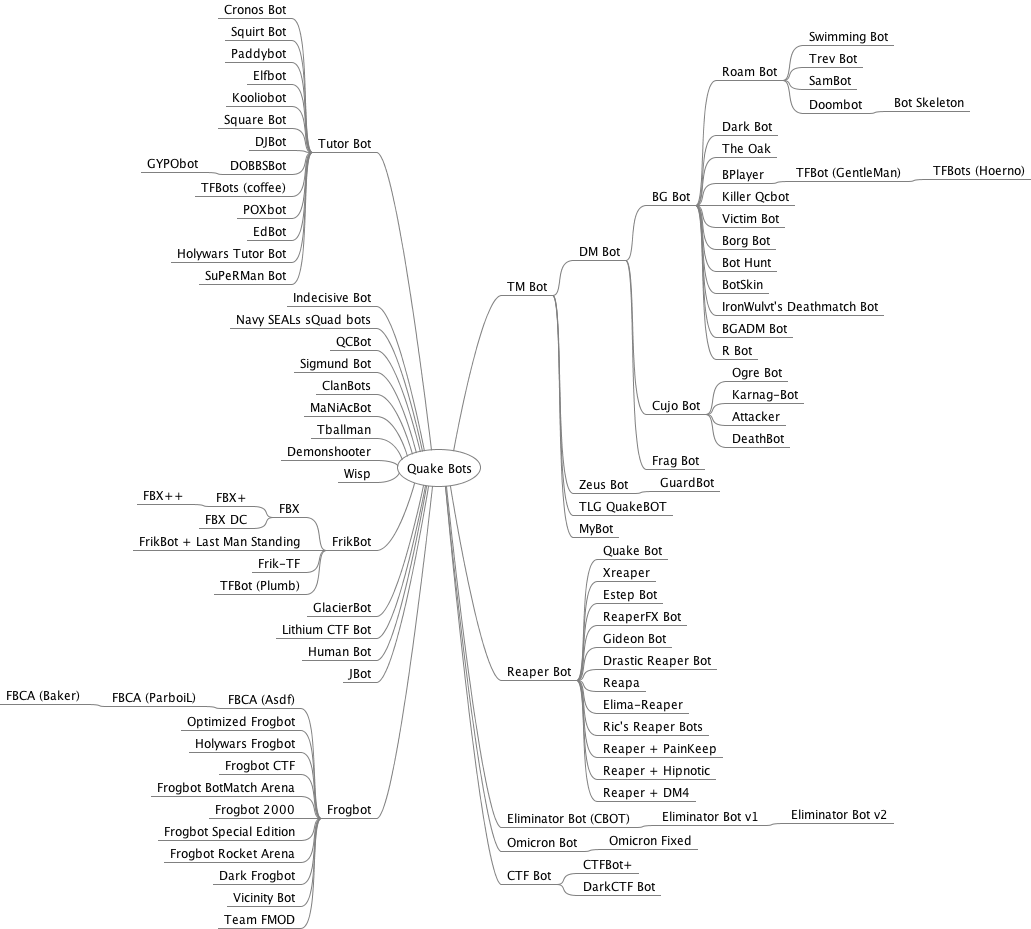 Quake Bots
Tutor Bot
Cronos Bot
Squirt Bot
Paddybot
Elfbot
Kooliobot
Square Bot
DJBot
DOBBSBot
GYPObot
TFBots (coffee)
POXbot
EdBot
Holywars Tutor Bot
SuPeRMan Bot
Indecisive Bot
Navy SEALs sQuad bots
QCBot
Sigmund Bot
ClanBots
MaNiAcBot
Tballman
Demonshooter
Wisp
FrikBot
FBX
FBX+
FBX++
FBX DC
FrikBot + Last Man Standing
Frik-TF
TFBot (Plumb)
GlacierBot
Lithium CTF Bot
Human Bot
JBot
Frogbot
FBCA (Asdf)
FBCA (ParboiL)
FBCA (Baker)
Optimized Frogbot
Holywars Frogbot
Frogbot CTF
Frogbot BotMatch Arena
Frogbot 2000
Frogbot Special Edition
Frogbot Rocket Arena
Dark Frogbot
Vicinity Bot
Team FMOD
TM Bot
DM Bot
BG Bot
Roam Bot
Swimming Bot
Trev Bot
SamBot
Doombot
Bot Skeleton
Dark Bot
The Oak
BPlayer
TFBot (GentleMan)
TFBots (Hoerno)
Killer Qcbot
Victim Bot
Borg Bot
Bot Hunt
BotSkin
IronWulvt's Deathmatch Bot
BGADM Bot
R Bot
Cujo Bot
Ogre Bot
Karnag-Bot
Attacker
DeathBot
Frag Bot
Zeus Bot
GuardBot
TLG QuakeBOT
MyBot
Reaper Bot
Quake Bot
Xreaper
Estep Bot
ReaperFX Bot
Gideon Bot
Drastic Reaper Bot
Reapa
Elima-Reaper
Ric's Reaper Bots
Reaper + PainKeep
Reaper + Hipnotic
Reaper + DM4
Eliminator Bot (CBOT)
Eliminator Bot v1
Eliminator Bot v2
Omicron Bot
Omicron Fixed
CTF Bot
CTFBot+
DarkCTF Bot